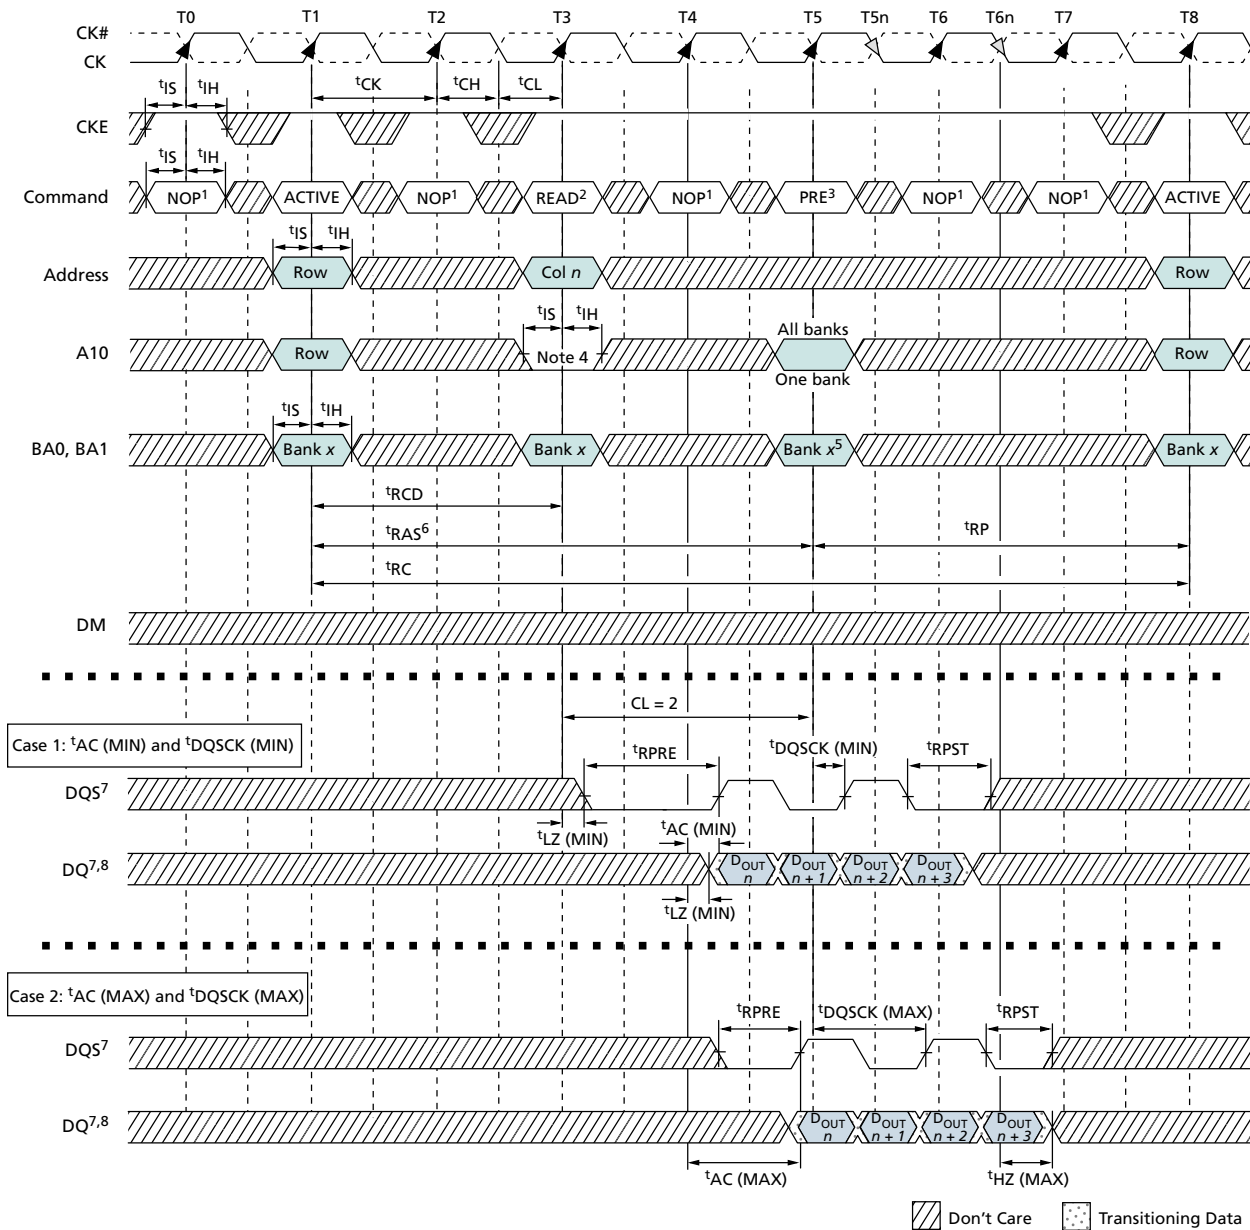 T0 T1 T2 T3 T4 T5 T5n T6 T6n T7 T8
CK#
CK
tCK tCH tCL
tIS tIH
CKE
tIS tIH
Command NOP1 ACTIVE NOP1 READ2 NOP1 PRE3 NOP1 NOP1 ACTIVE
tIS tIH
Address Row Col n Row
tIS tIH
All banks
A10 Row Note 4 Row
One bank
tIS tIH
BA0, BA1 Bank x Bank x Bank x5 Bank x
tRCD
tRAS6 tRP
tRC
DM
CL = 2
Case 1: tAC (MIN) and tDQSCK (MIN)
tRPRE tDQSCK (MIN) tRPST
DQS7
tLZ (MIN) tAC (MIN)
DQ7,8 DOUT DOUT DOUT DOUT
n n + 1 n + 2 n + 3
tLZ (MIN)
Case 2: tAC (MAX) and tDQSCK (MAX)
tRPRE tDQSCK (MAX) tRPST
DQS7
DQ7,8 DOUT DOUT DOUT DOUT
n n + 1 n + 2 n + 3
tAC (MAX) tHZ (MAX)
Don't Care Transitioning Data